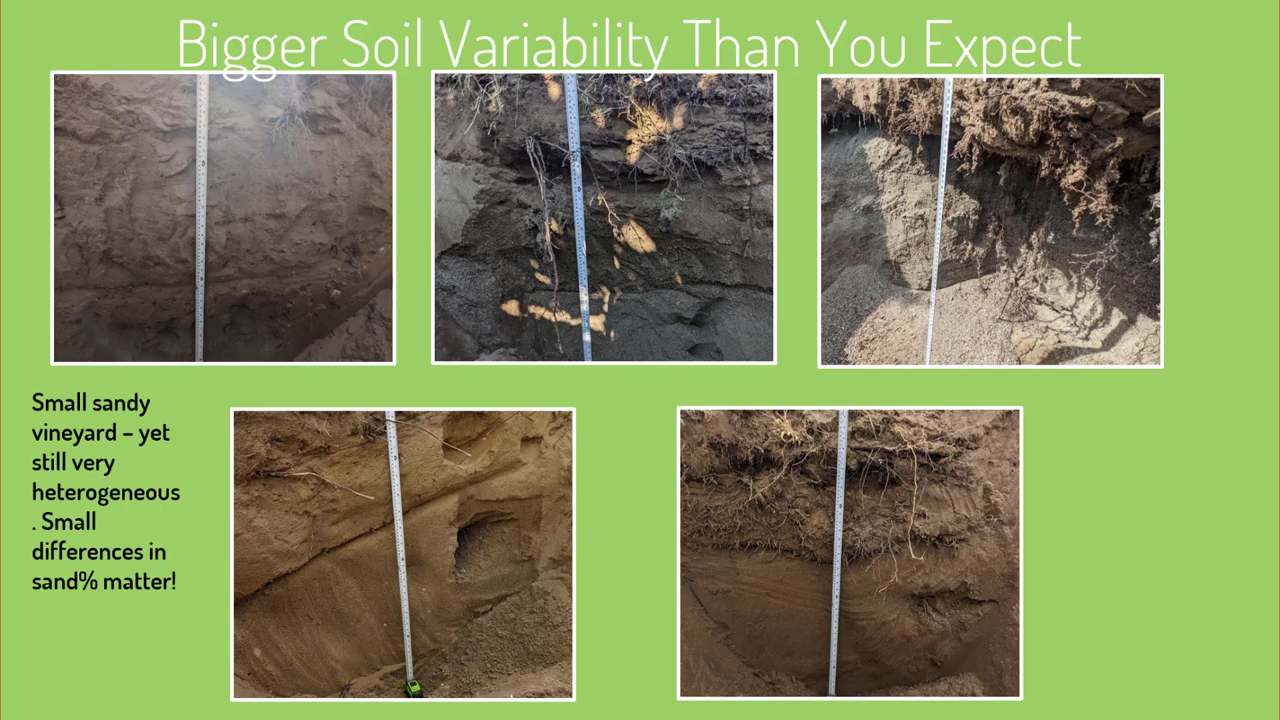 Bigger Soil Variability Than You Expect
Small sandy
vineyard – yet
still very
heterogeneous
. Small
differences in
sand% matter!